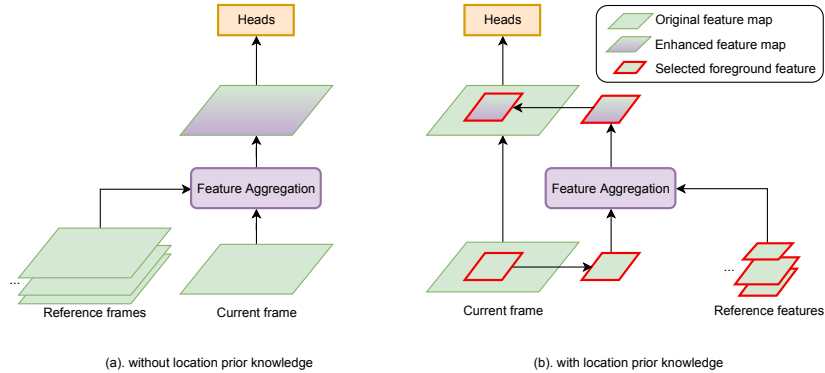 Heads
Feature Aggregation
...
Reference frames
Current frame
(a). without location prior knowledge
Heads
Original feature map
Enhanced feature map
Selected foreground feature
Feature Aggregation
...
Current frame
Reference features
(b). with location prior knowledge